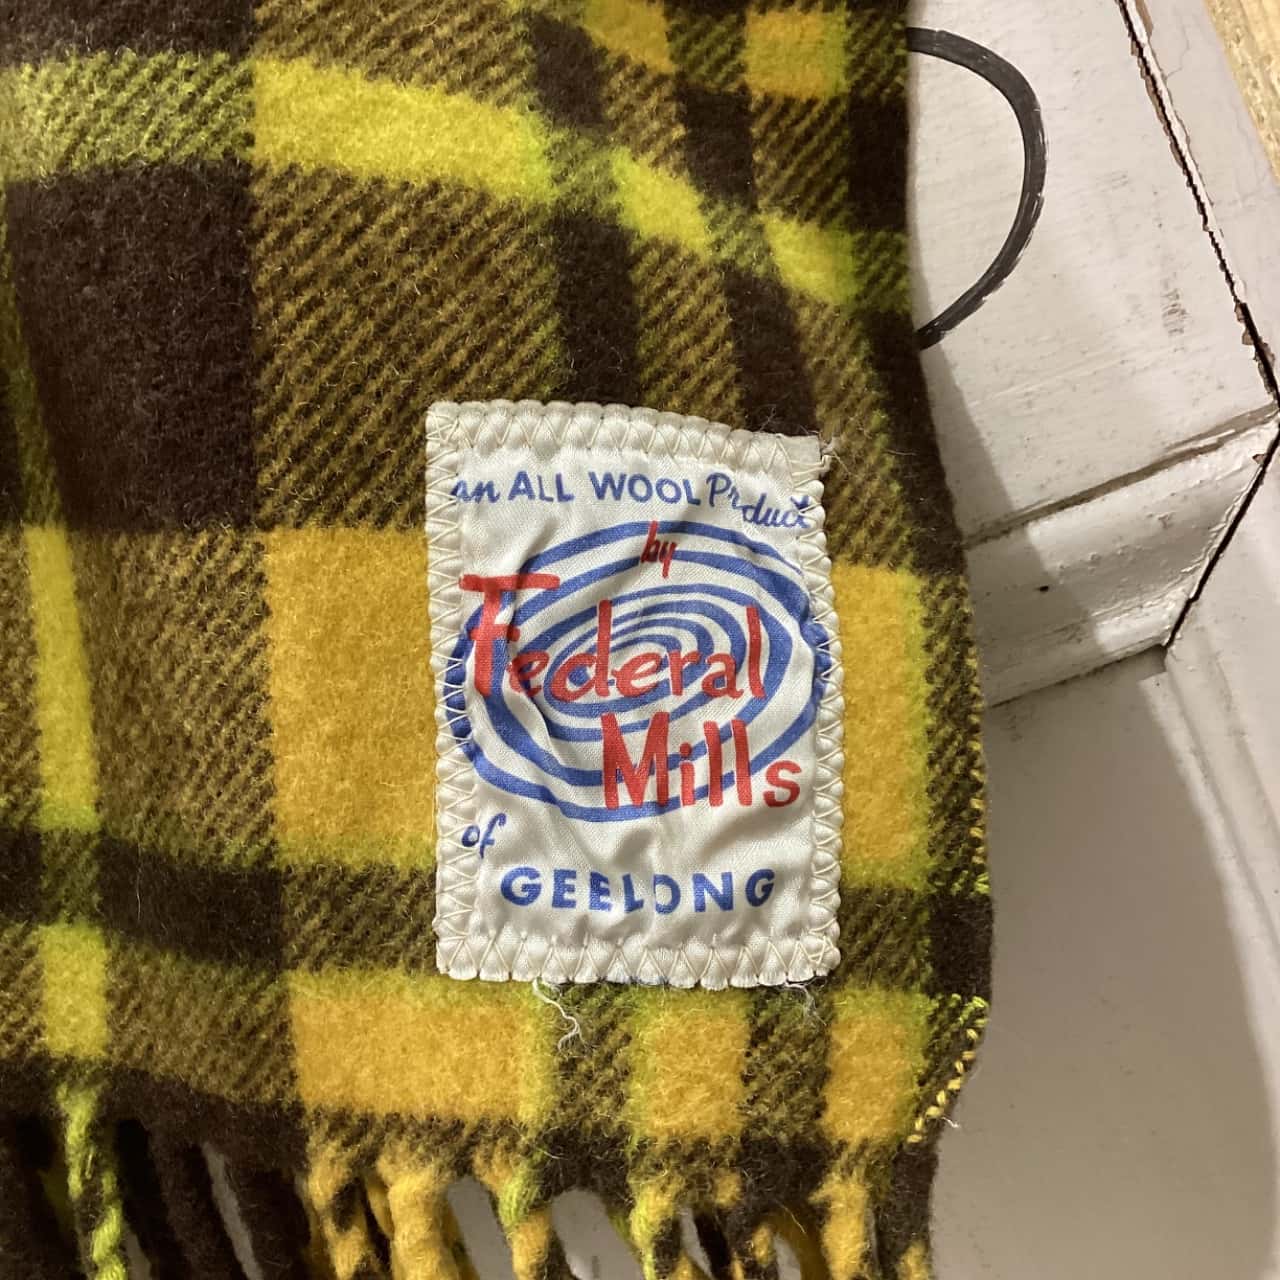 an ALL WOOL Product
by
Federal
Mills
of
GEELONG